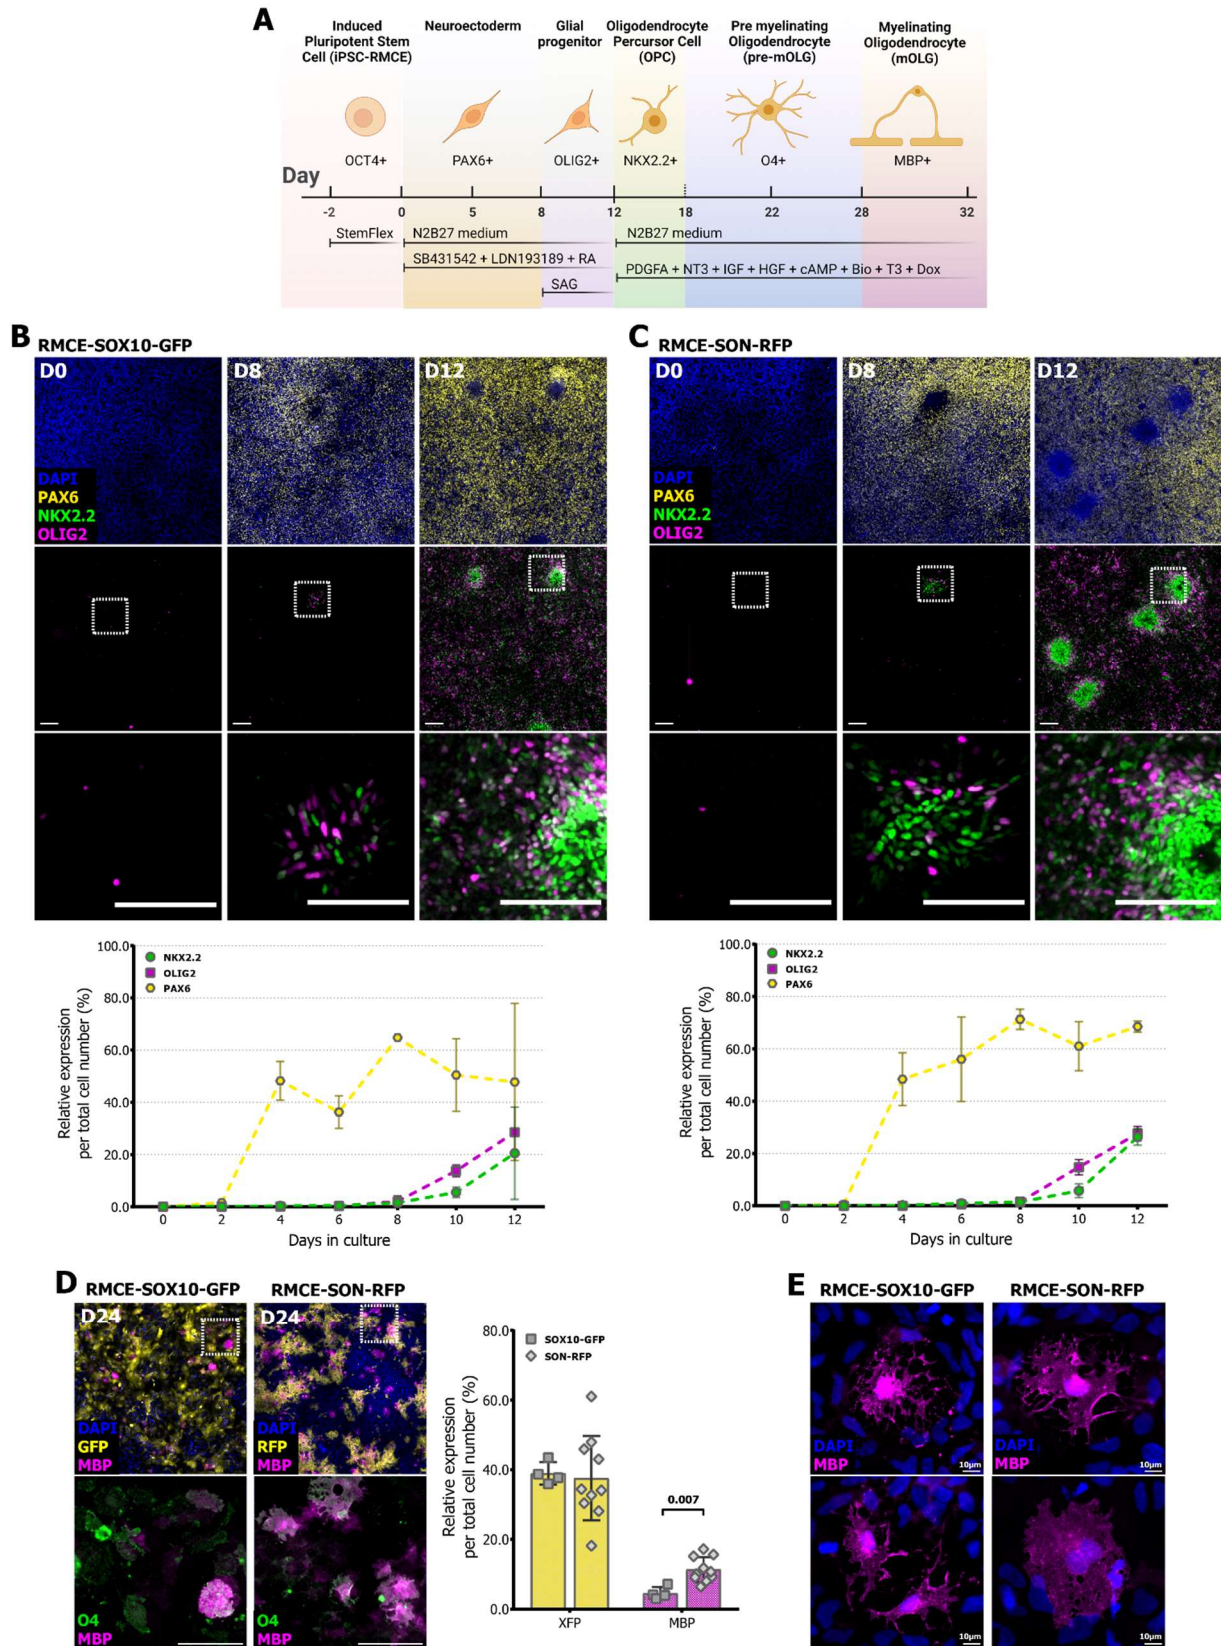 A
Induced
Pluripotent Stem
Cell (iPSC-RMCE)
Neuroectoderm
Glial
progenitor
Oligodendrocyte
Percursor Cell
(OPC)
Pre myelinating
Oligodendrocyte
(pre-mOLG)
Myelinating
Oligodendrocyte
(mOLG)
OCT4+ PAX6+ OLIG2+ NKX2.2+ O4+ MBP+
Day
-2 0 5 8 12 18 22 28 32
StemFlex N2B27 medium N2B27 medium
SB431542 + LDN193189 + RA
PDGFA + NT3 + IGF + HGF + cAMP + Bio + T3 + Dox
SAG
B
RMCE-SOX10-GFP
D0 D8 D12
DAPI
PAX6
NKX2.2
OLIG2
100.0
80.0
60.0
40.0
20.0
0.0
Relative expression
per total cell number (%)
NKX2.2
OLIG2
PAX6
0 2 4 6 8 10 12
Days in culture
C
RMCE-SON-RFP
D0 D8 D12
DAPI
PAX6
NKX2.2
OLIG2
100.0
80.0
60.0
40.0
20.0
0.0
Relative expression
per total cell number (%)
NKX2.2
OLIG2
PAX6
0 2 4 6 8 10 12
Days in culture
D
RMCE-SOX10-GFP RMCE-SON-RFP
D24 D24
DAPI
GFP
MBP
DAPI
RFP
MBP
O4
MBP
O4
MBP
80.0
60.0
40.0
20.0
0.0
Relative expression
per total cell number (%)
SOX10-GFP
SON-RFP
0.007
XFP MBP
E
RMCE-SOX10-GFP RMCE-SON-RFP
DAPI
MBP
10µm
DAPI
MBP
10µm
DAPI
MBP
10µm
DAPI
MBP
10µm